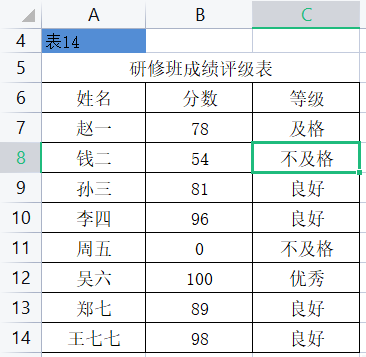 A B C
4 表14
5 研修班成绩评级表
6 姓名 分数 等级
7 赵一 78 及格
8 钱二 54 不及格
9 孙三 81 良好
10 李四 96 良好
11 周五 0 不及格
12 吴六 100 优秀
13 郑七 89 良好
14 王七七 98 良好